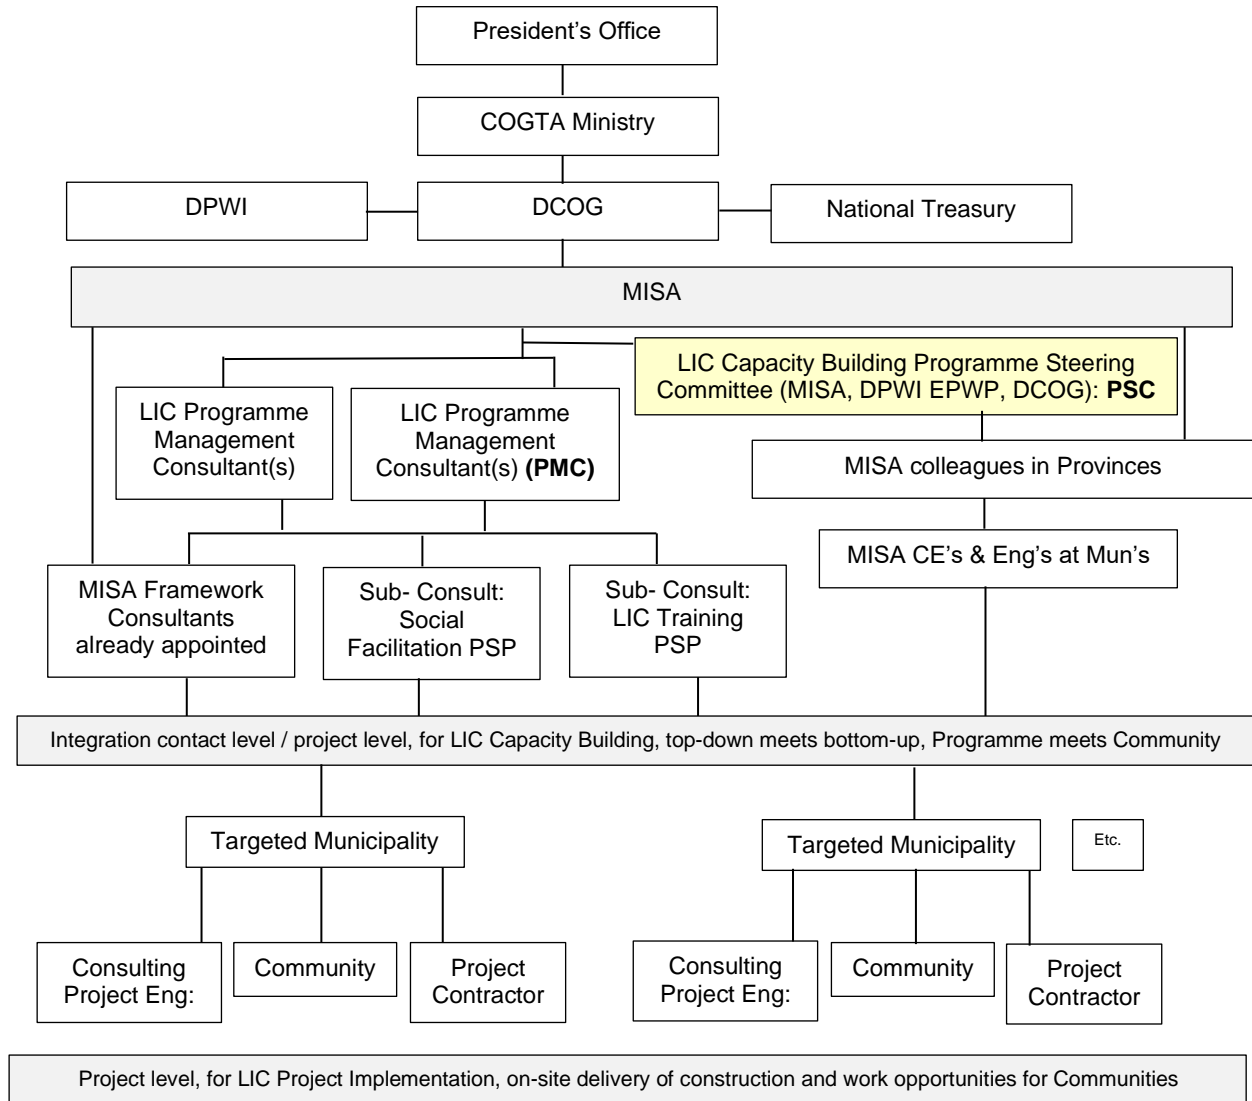 President’s Office
COGTA Ministry
DPWI
DCOG
National Treasury
MISA
LIC Capacity Building Programme Steering
Committee (MISA, DPWI EPWP, DCOG): PSC
LIC Programme
Management
Consultant(s)
LIC Programme
Management
Consultant(s) (PMC)
MISA colleagues in Provinces
MISA CE’s & Eng’s at Mun’s
MISA Framework
Consultants
already appointed
Sub- Consult:
Social
Facilitation PSP
Sub- Consult:
LIC Training
PSP
Integration contact level / project level, for LIC Capacity Building, top-down meets bottom-up, Programme meets Community
Targeted Municipality
Targeted Municipality
Etc.
Consulting
Project Eng:
Community
Project
Contractor
Consulting
Project Eng:
Community
Project
Contractor
Project level, for LIC Project Implementation, on-site delivery of construction and work opportunities for Communities